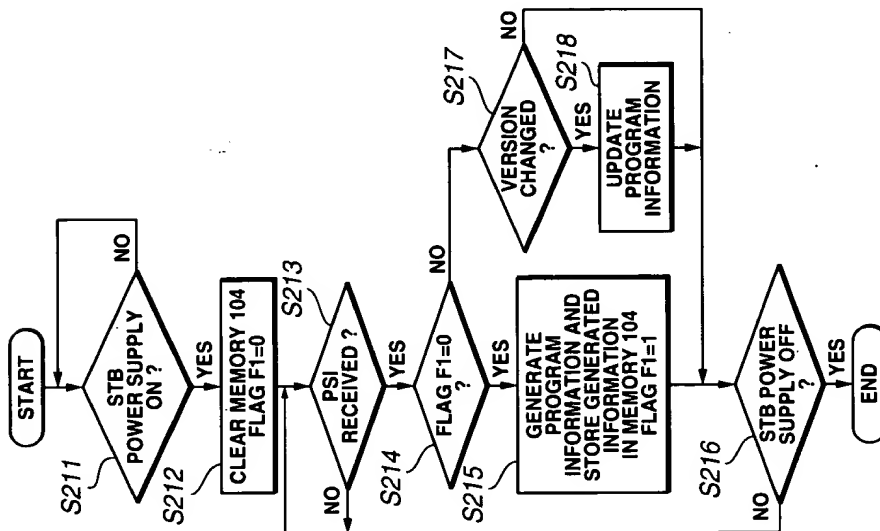 START
STB
POWER SUPPLY
ON ?
NO
S211
YES
CLEAR MEMORY 104
FLAG F1=0
S212
PSI
RECEIVED ?
S213
NO
YES
FLAG F1=0
?
S214
NO
YES
GENERATE
PROGRAM
INFORMATION AND
STORE GENERATED
INFORMATION
IN MEMORY 104
FLAG F1=1
S215
VERSION
CHANGED
?
S217
NO
YES
UPDATE
PROGRAM
INFORMATION
S218
STB POWER
SUPPLY OFF
?
S216
NO
YES
END